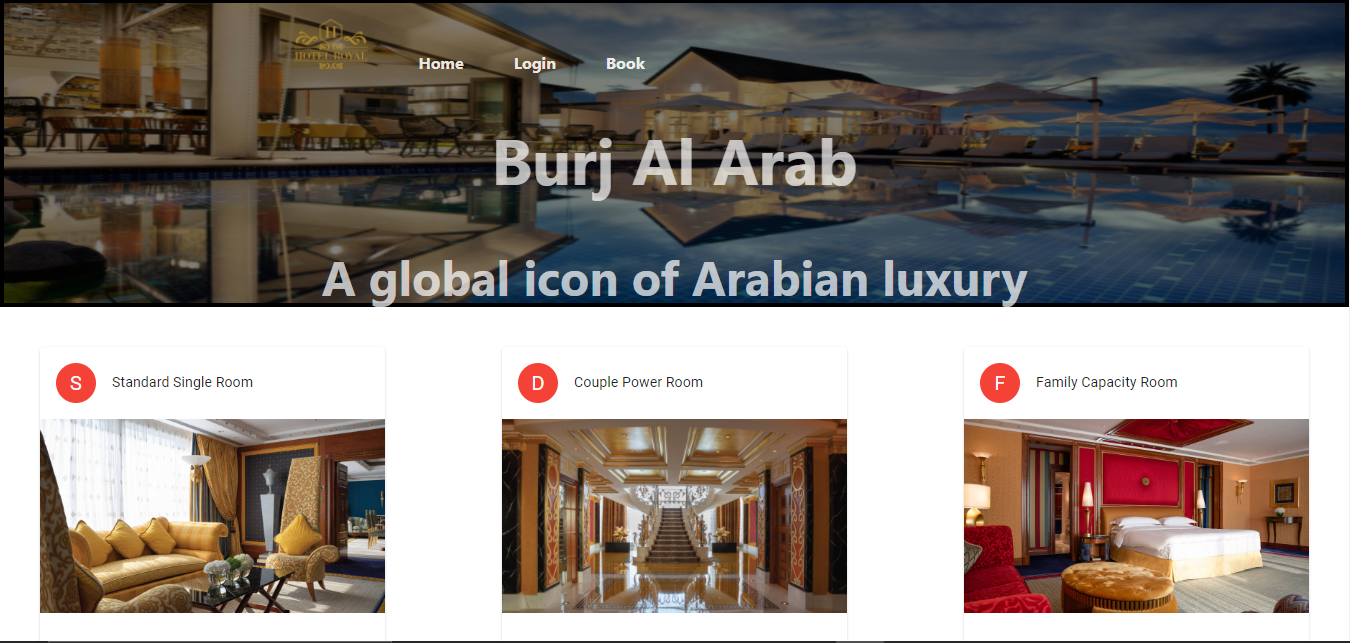 HOTEL ROYAL
Home Login Book
Burj Al Arab
A global icon of Arabian luxury
S Standard Single Room
D Couple Power Room
F Family Capacity Room